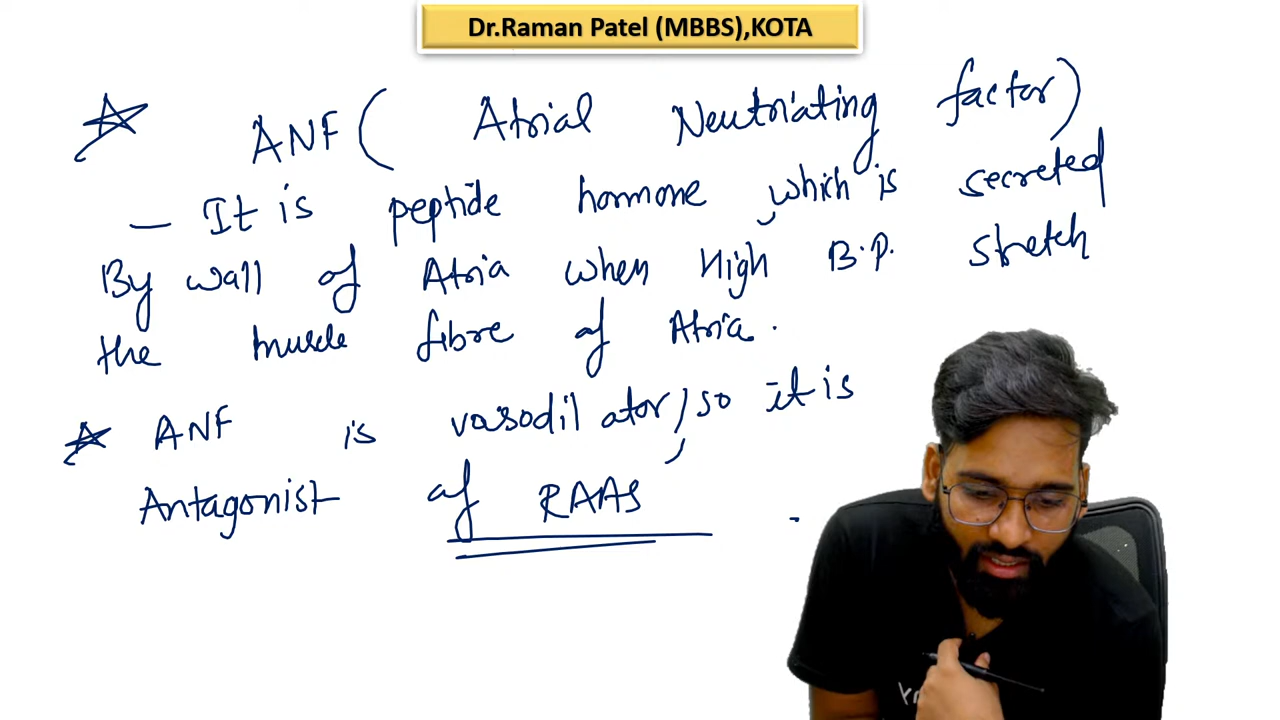 Dr.Raman Patel (MBBS),KOTA
ANF ( Atrial Neutriating factor)
– It is peptide hormone which is secreted
By wall of Atria when High B.P. stretch
the muscle fibre of Atria.
ANF is vasodilator, so it is
Antagonist of RAAS